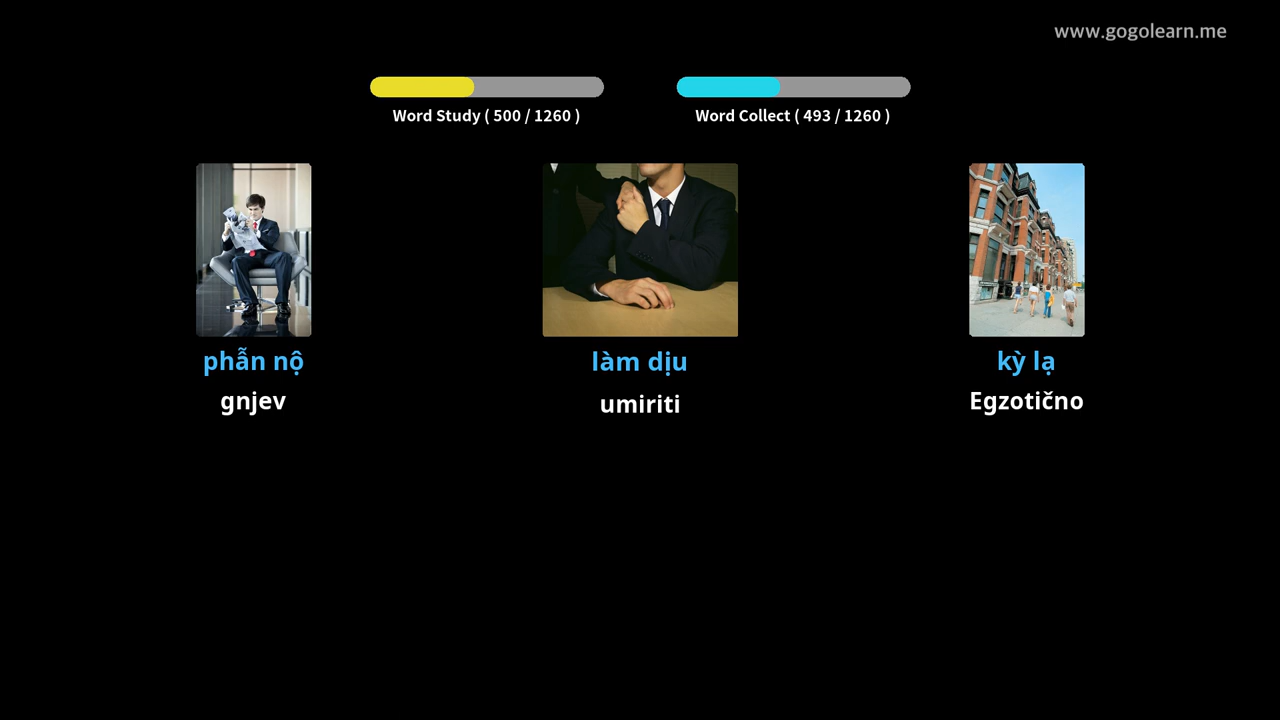 www.gogolearn.me
Word Study ( 500 / 1260 )
Word Collect ( 493 / 1260 )
phẫn nộ
làm dịu
kỳ lạ
gnjev
umiriti
Egzotično